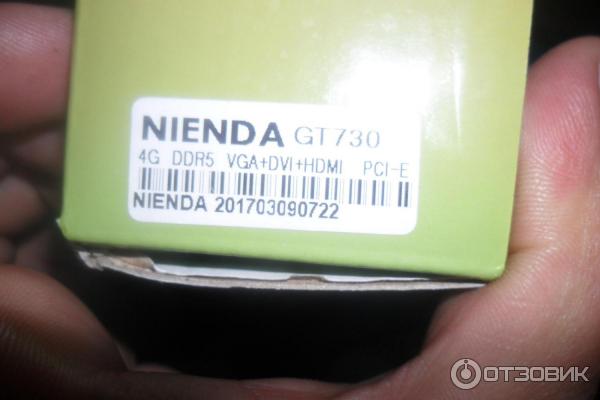 NIENDA GT730
4G DDR5 VGA+DVI+HDMI PCI-E
NIENDA 201703090722
ОТЗОВИК